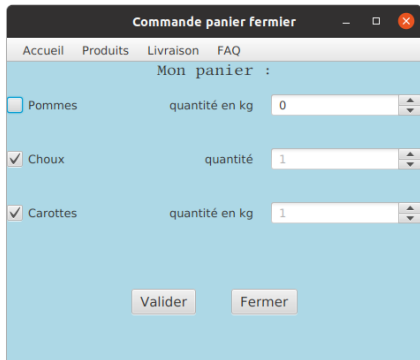 Commande panier fermier
Accueil Produits Livraison FAQ
Mon panier :
Pommes quantité en kg 0
Choux quantité 1
Carottes quantité en kg 1
Valider Fermer